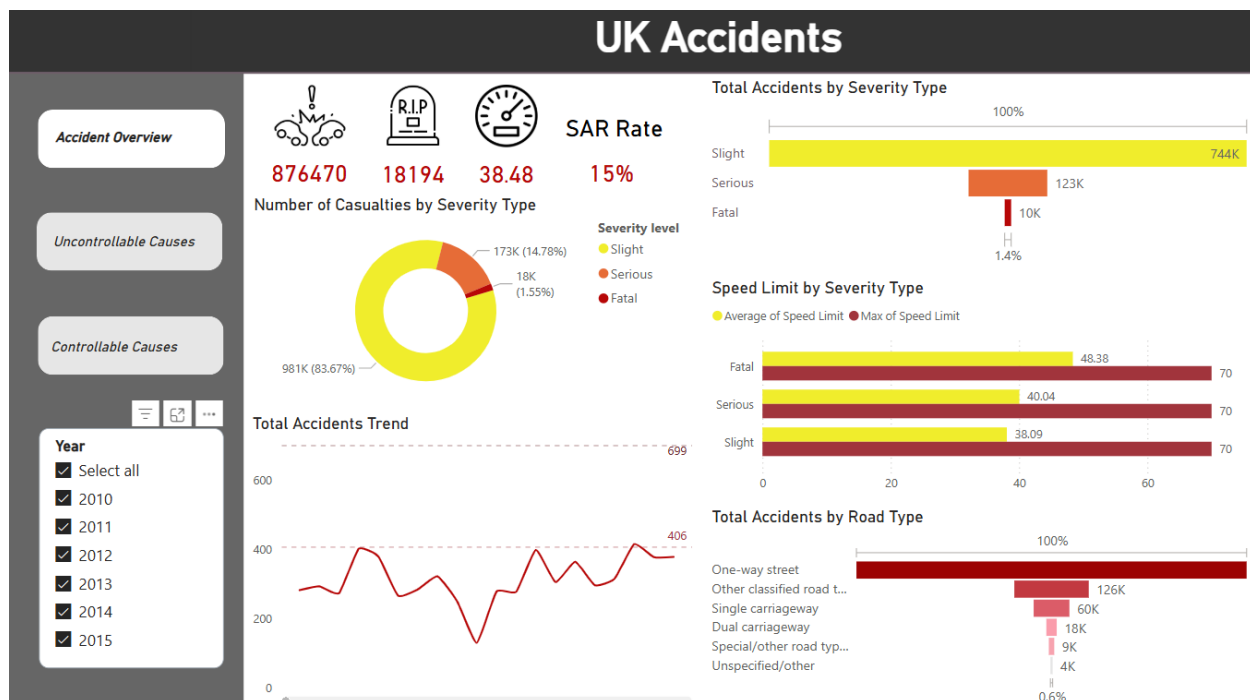 UK Accidents
Accident Overview
Uncontrollable Causes
Controllable Causes
Year
Select all
2010
2011
2012
2013
2014
2015
R.I.P
SAR Rate
876470
18194
38.48
15%
Number of Casualties by Severity Type
Severity level
Slight
Serious
Fatal
173K (14.78%)
18K
(1.55%)
981K (83.67%)
Total Accidents Trend
699
600
406
400
200
0
Total Accidents by Severity Type
100%
Slight
744K
Serious
123K
Fatal
10K
1.4%
Speed Limit by Severity Type
Average of Speed Limit Max of Speed Limit
Fatal
48.38
70
Serious
40.04
70
Slight
38.09
70
0 20 40 60
Total Accidents by Road Type
100%
One-way street
Other classified road t...
126K
Single carriageway
60K
Dual carriageway
18K
Special/other road typ...
9K
Unspecified/other
4K
0.6%